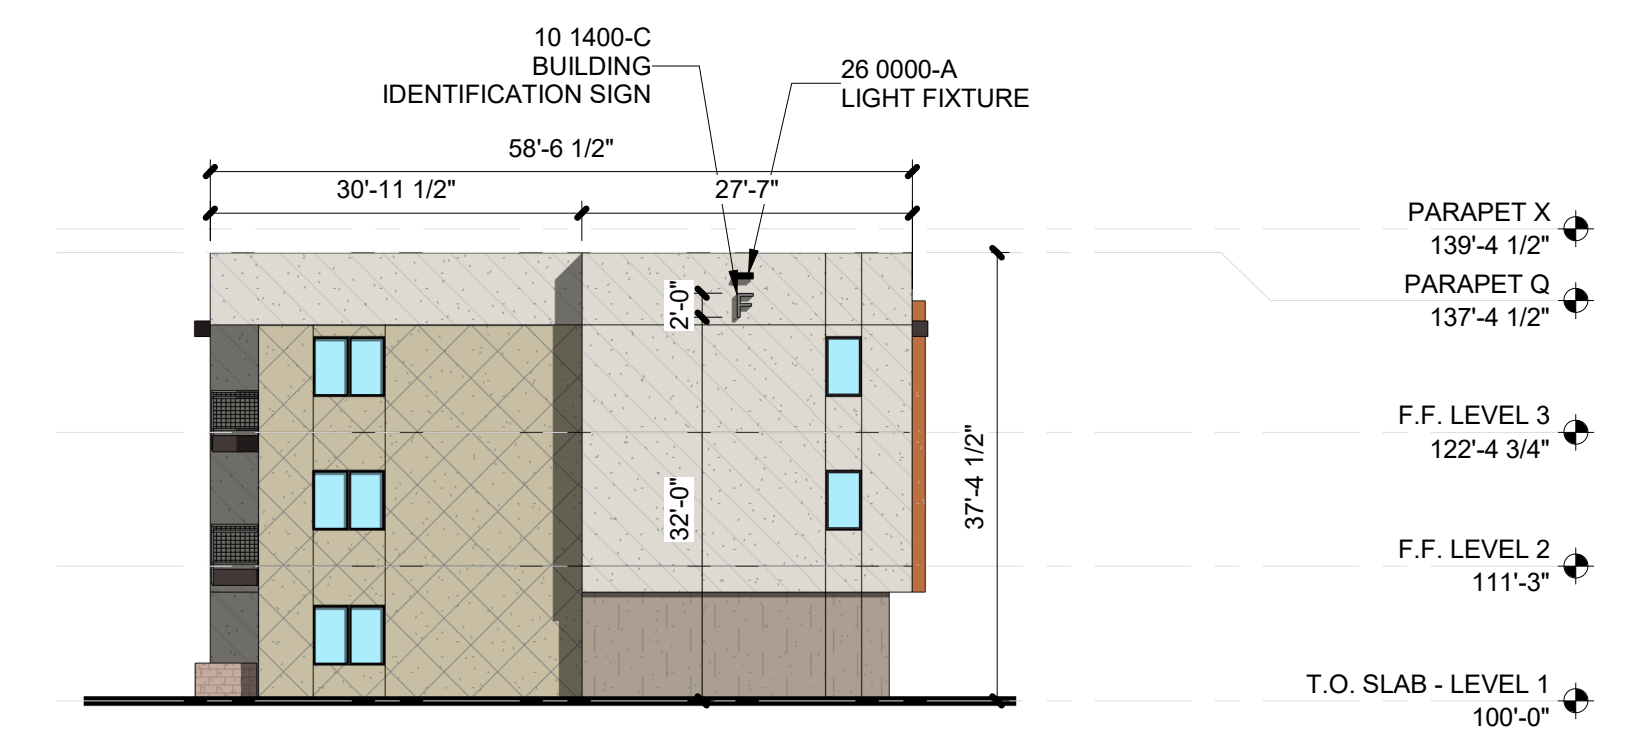 10 1400-C
BUILDING
IDENTIFICATION SIGN
26 0000-A
LIGHT FIXTURE
58'-6 1/2"
30'-11 1/2"
27'-7"
PARAPET X
139'-4 1/2"
PARAPET Q
137'-4 1/2"
2'-0"
F
F.F. LEVEL 3
122'-4 3/4"
32'-0"
37'-4 1/2"
F.F. LEVEL 2
111'-3"
T.O. SLAB - LEVEL 1
100'-0"